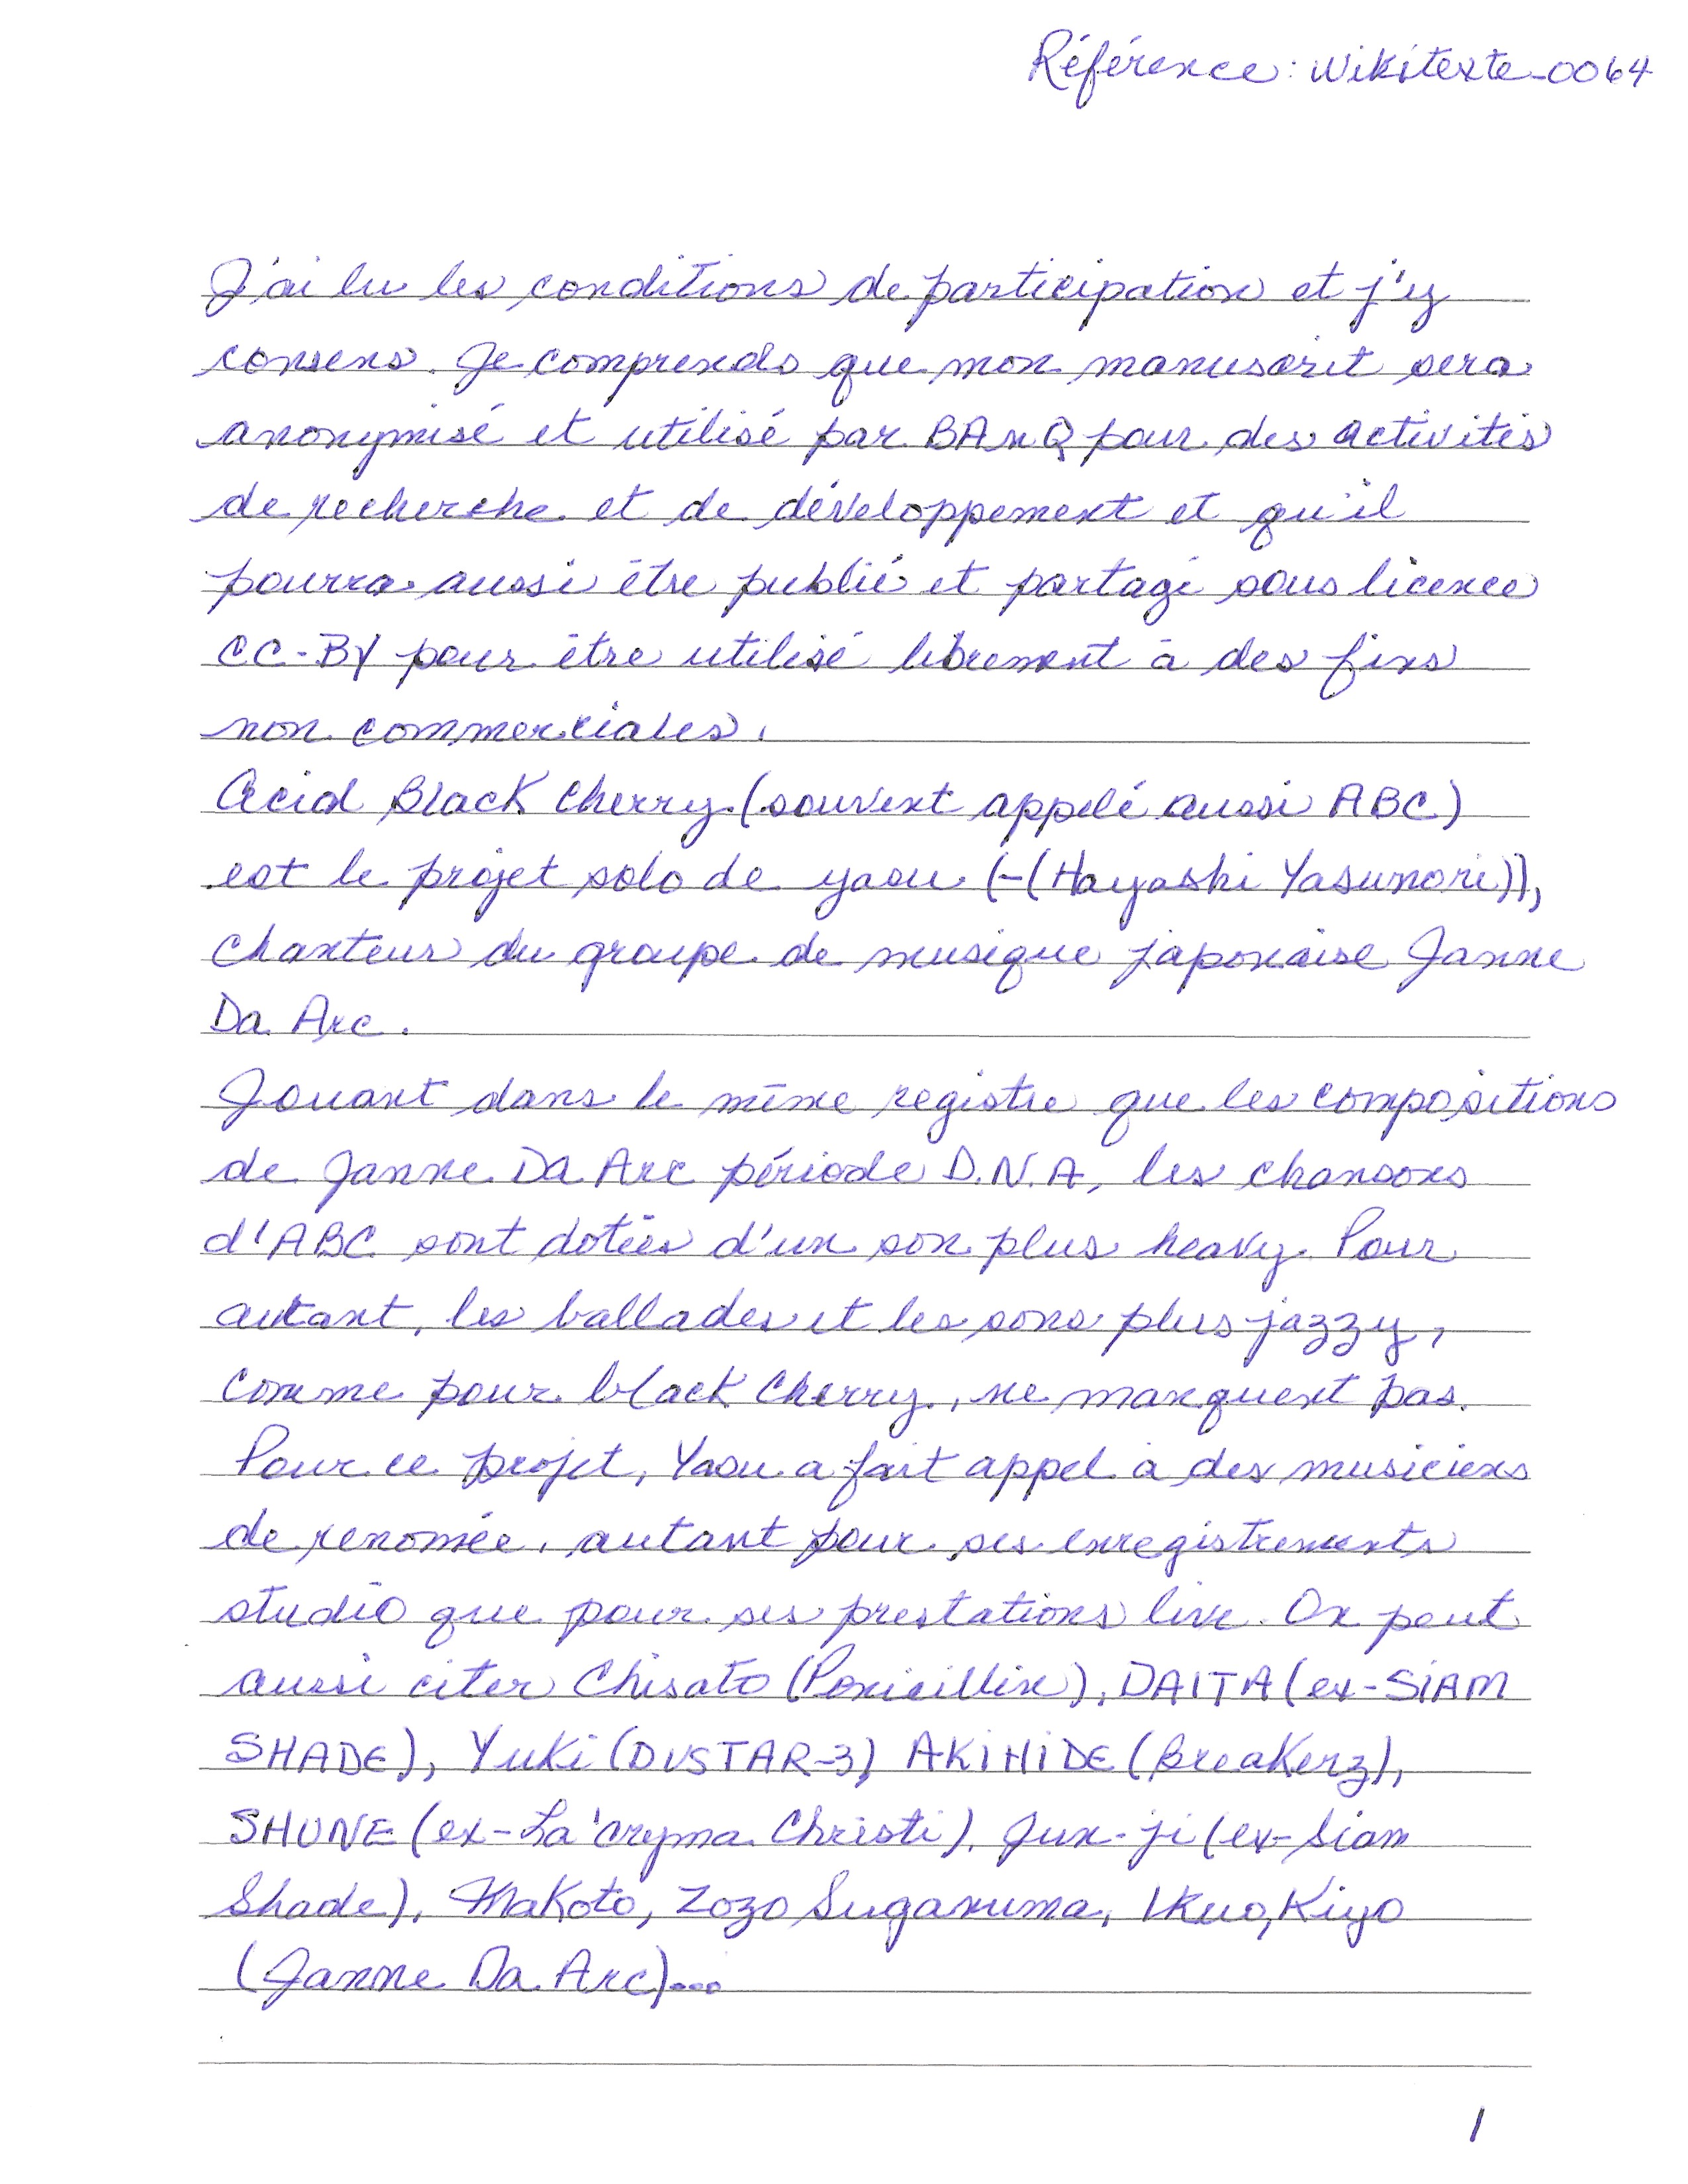 Référence: Wikitexte-0064
J'ai lu les conditions de participation et j'y
consens. Je comprends que mon manuscrit sera
anonymisé et utilisé par BAnQ pour des activités
de recherche et de développement et qu'il
pourra aussi être publié et partagé sous licence
CC-BY pour être utilisé librement à des fins
non commerciales.
Acid Black Cherry (souvent appelé aussi ABC)
est le projet solo de yasu (-(Hayashi Yasunori)),
chanteur du groupe de musique japonaise Janne
Da Arc.
Jouant dans le même registre que les compositions
de Janne Da Arc période D.N.A, les chansons
d'ABC sont dotées d'un son plus heavy. Pour
autant, les ballades et les sons plus jazzy,
comme pour black Cherry, ne manquent pas.
Pour ce projet, Yasu a fait appel à des musiciens
de renomée, autant pour ses enregistrements
studio que pour ses prestations live. On peut
aussi citer Chisato (Penicillin), DAITA (ex-SIAM
SHADE), Yuki (DUSTAR-3), AKIHIDE (Breakerz),
SHUNE (ex-La'cryma Christi), Jun-ji (ex-Siam
Shade), Makoto, Zozo Suganuma, Ikuo, Kiyo
(Janne Da Arc)...
1